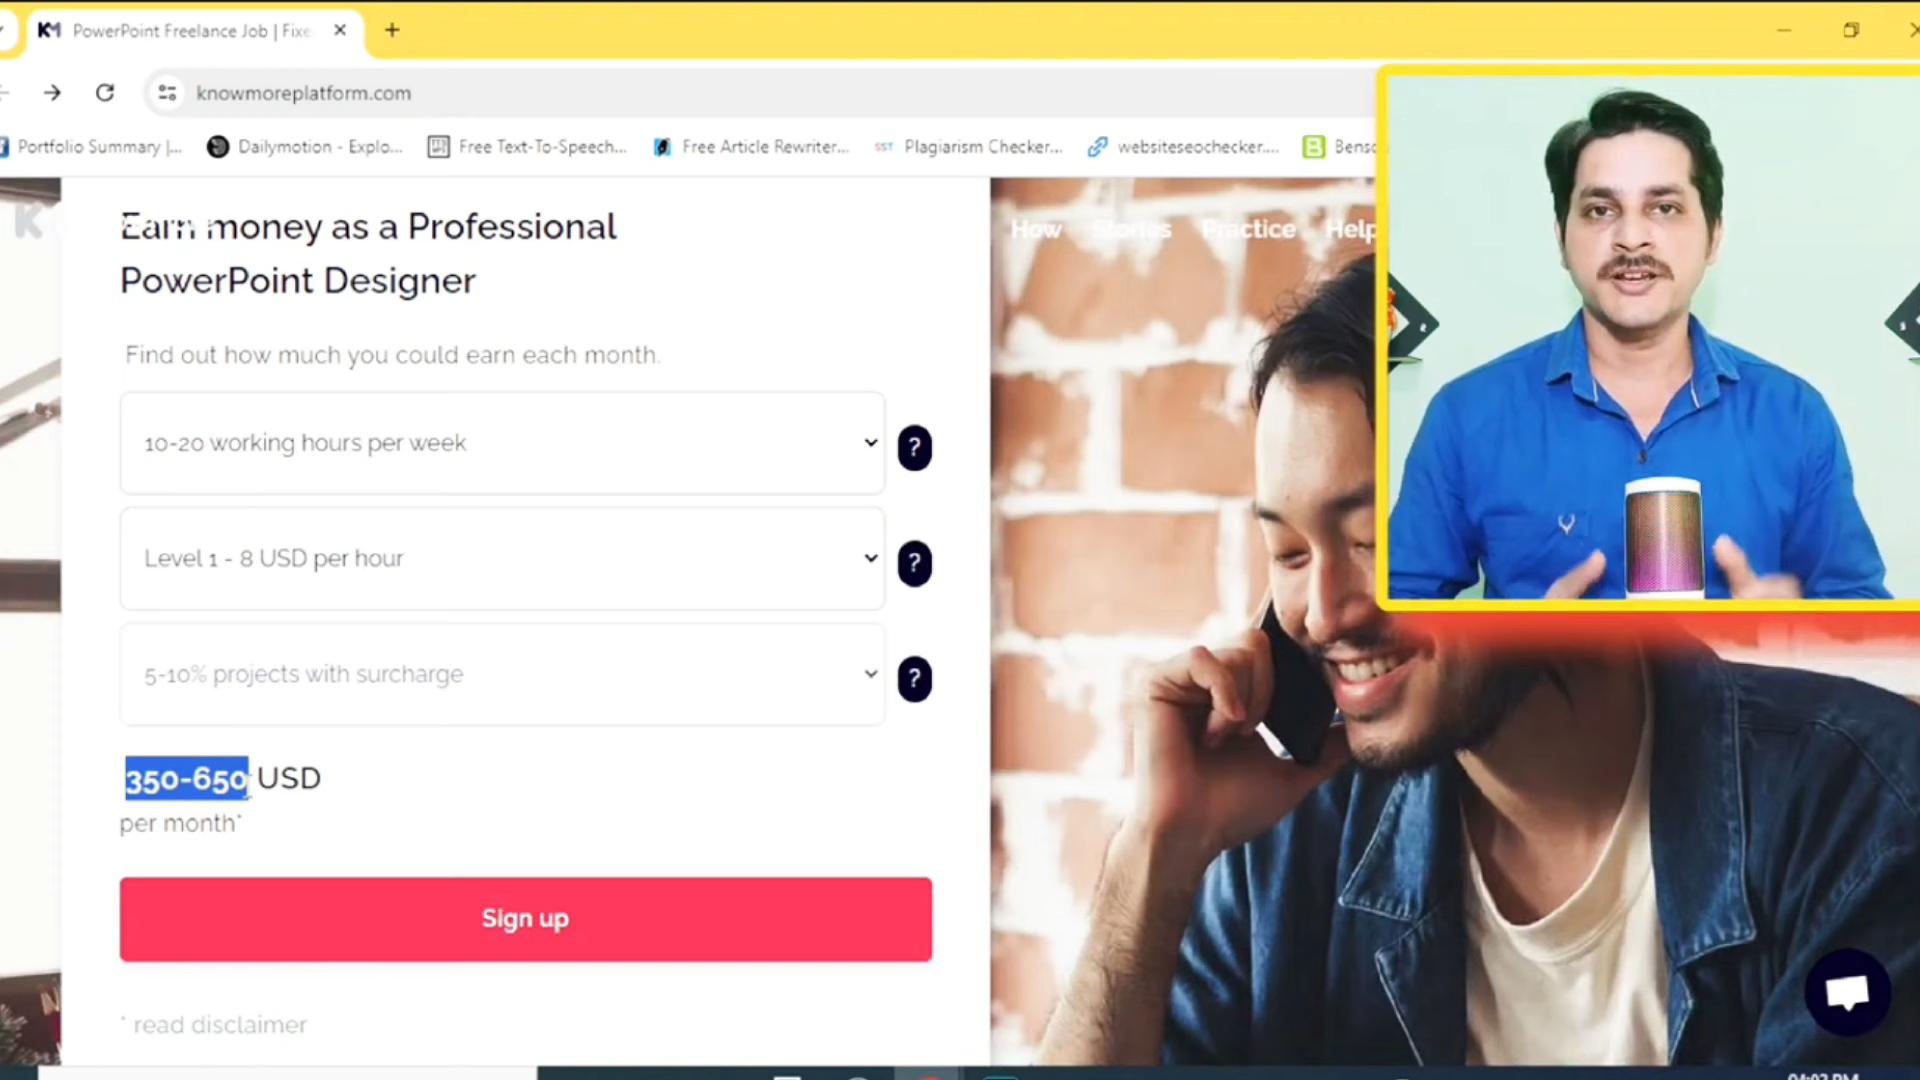 KM PowerPoint Freelance Job | Fixe
knowmoreplatform.com
Portfolio Summary |... Dailymotion - Explo... Free Text-To-Speech... Free Article Rewriter... SST Plagiarism Checker... websiteseochecker....
Earn money as a Professional
PowerPoint Designer
How Stories Practice Help
Find out how much you could earn each month.
10-20 working hours per week
?
Level 1 - 8 USD per hour
?
5-10% projects with surcharge
?
350-650 USD
per month*
Sign up
* read disclaimer